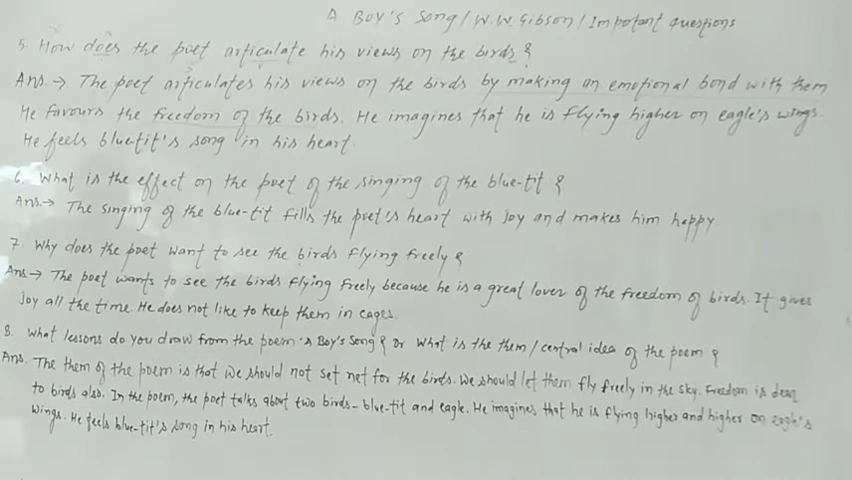 A Boy's Song/W.W. Gibson/Impotant Questions
5. How does the poet articulate his views on the birds?
Ans.→ The poet articulates his views on the birds by making an emotional bond with them
He favours the freedom of the birds. He imagines that he is flying higher on eagle's wings.
He feels blue-tit's song in his heart.
6. What is the effect on the poet of the singing of the blue-tit?
Ans→ The singing of the blue-tit fills the poet's heart with joy and makes him happy.
7. Why does the poet want to see the birds flying freely?
Ans→ The poet wants to see the birds flying freely because he is a great lover of the freedom of birds. It gives
joy all the time. He does not like to keep them in cages.
8. What lessons do you draw from the poem 'A Boy's Song? Or What is the them/central idea of the poem?
Ans. The them of the poem is that we should not set net for the birds. We should let them fly freely in the sky. Freedom is dear
to birds also. In the poem, the poet talks about two birds - blue-tit and eagle. He imagines that he is flying higher and higher on eagle's
wings. He feels blue-tit's song in his heart.